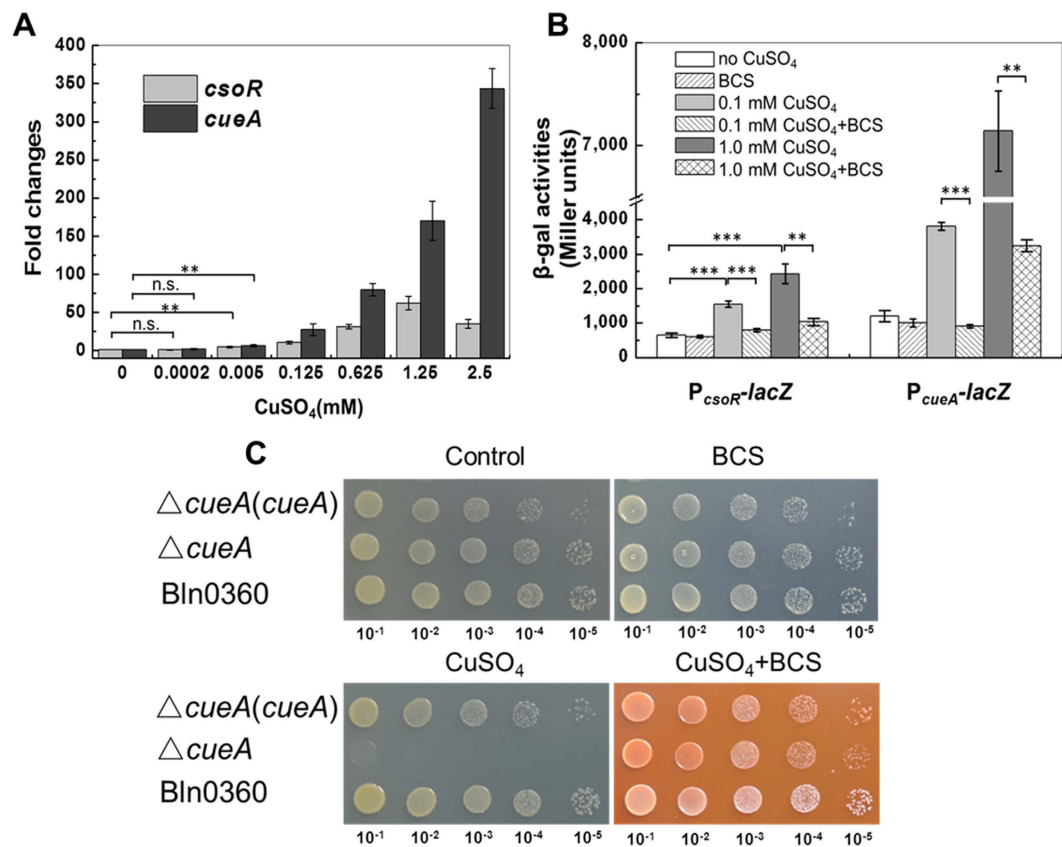 A
Fold changes
400
350
300
250
200
150
100
50
0
csoR
cueA
**
n.s.
**
n.s.
0 0.0002 0.005 0.125 0.625 1.25 2.5
CuSO4(mM)
B
β-gal activities
(Miller units)
8,000
7,000
4,000
3,000
2,000
1,000
0
no CuSO4
BCS
0.1 mM CuSO4
0.1 mM CuSO4+BCS
1.0 mM CuSO4
1.0 mM CuSO4+BCS
**
***
*** **
*** ***
PcsoR-lacZ PcueA-lacZ
C
Control BCS
△cueA(cueA)
△cueA
Bln0360
10-1 10-2 10-3 10-4 10-5 10-1 10-2 10-3 10-4 10-5
CuSO4 CuSO4+BCS
△cueA(cueA)
△cueA
Bln0360
10-1 10-2 10-3 10-4 10-5 10-1 10-2 10-3 10-4 10-5